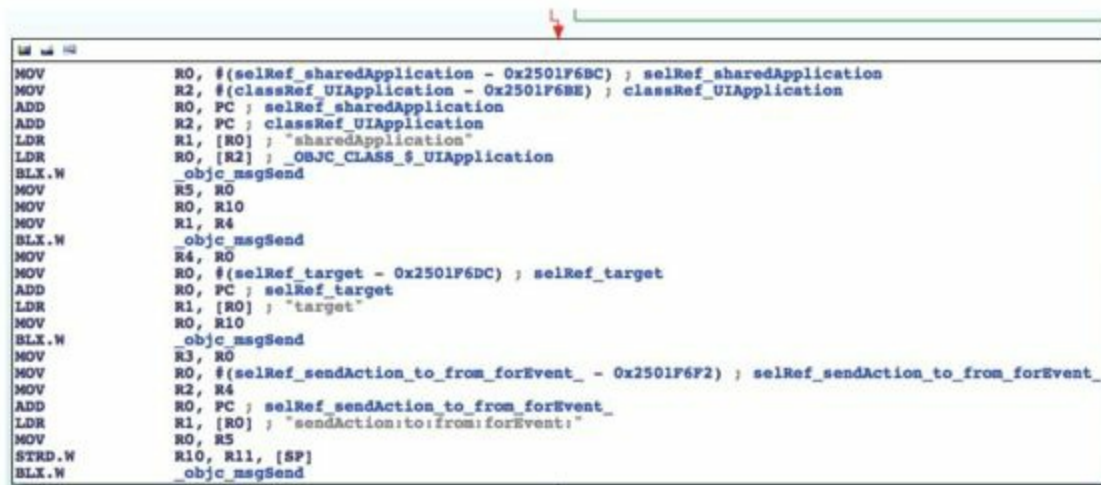 MOV R0, #(selRef_sharedApplication - 0x2501F6BC) ; selRef_sharedApplication
MOV R2, #(classRef_UIApplication - 0x2501F6BE) ; classRef_UIApplication
ADD R0, PC ; selRef_sharedApplication
ADD R2, PC ; classRef_UIApplication
LDR R1, [R0] ; "sharedApplication"
LDR R0, [R2] ; _OBJC_CLASS_$_UIApplication
BLX.W _objc_msgSend
MOV R5, R0
MOV R0, R10
MOV R1, R4
BLX.W _objc_msgSend
MOV R4, R0
MOV R0, #(selRef_target - 0x2501F6DC) ; selRef_target
ADD R0, PC ; selRef_target
LDR R1, [R0] ; "target"
MOV R0, R10
BLX.W _objc_msgSend
MOV R3, R0
MOV R0, #(selRef_sendAction_to_from_forEvent_ - 0x2501F6F2) ; selRef_sendAction_to_from_forEvent_
MOV R2, R4
ADD R0, PC ; selRef_sendAction_to_from_forEvent_
LDR R1, [R0] ; "sendAction:to:from:forEvent:"
MOV R0, R5
STRD.W R10, R11, [SP]
BLX.W _objc_msgSend